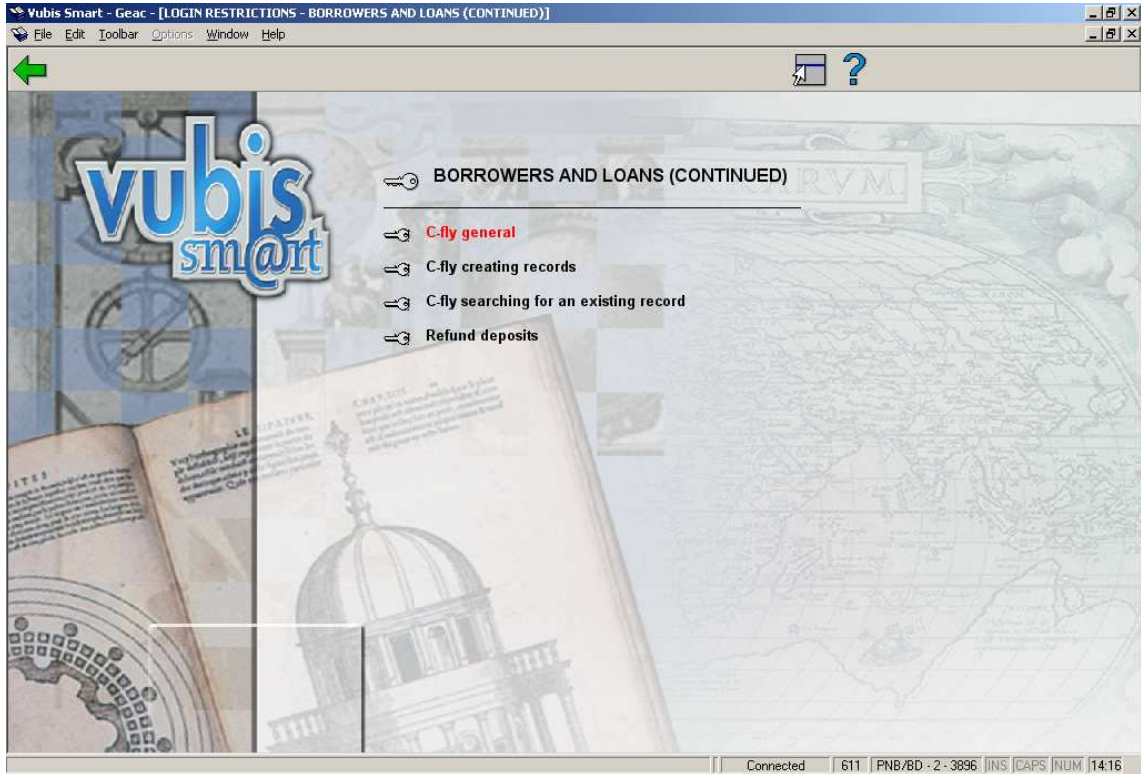 Vubis Smart - Geac - [LOGIN RESTRICTIONS - BORROWERS AND LOANS (CONTINUED)]
File Edit Toolbar Options Window Help
vubis
sm@rt
BORROWERS AND LOANS (CONTINUED)
C-fly general
C-fly creating records
C-fly searching for an existing record
Refund deposits
Connected 611 PNB/BD - 2 - 3896 INS CAPS NUM 14:16